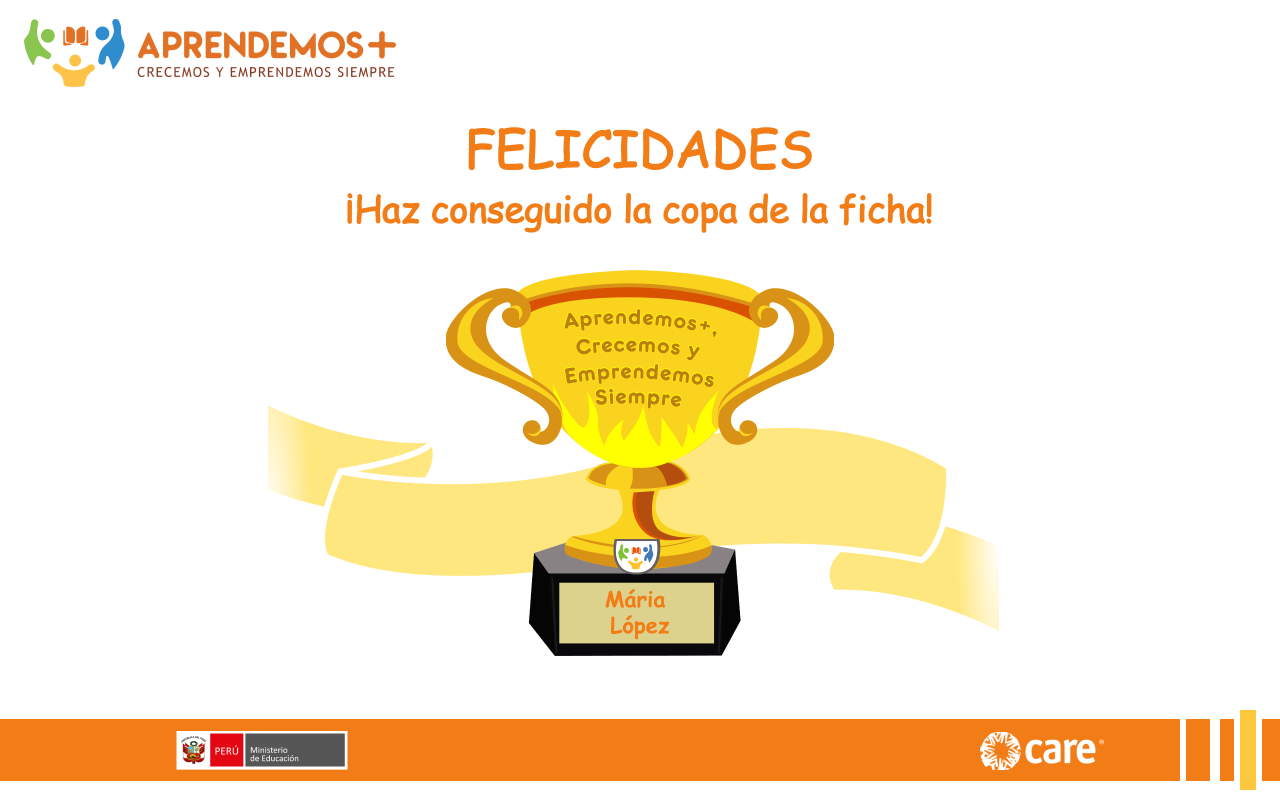 APRENDEMOS+
CRECEMOS Y EMPRENDEMOS SIEMPRE
FELICIDADES
¡Haz conseguido la copa de la ficha!
Aprendemos+,
Crecemos y
Emprendemos
Siempre
Mária
López
PERÚ
Ministerio
de Educación
care®